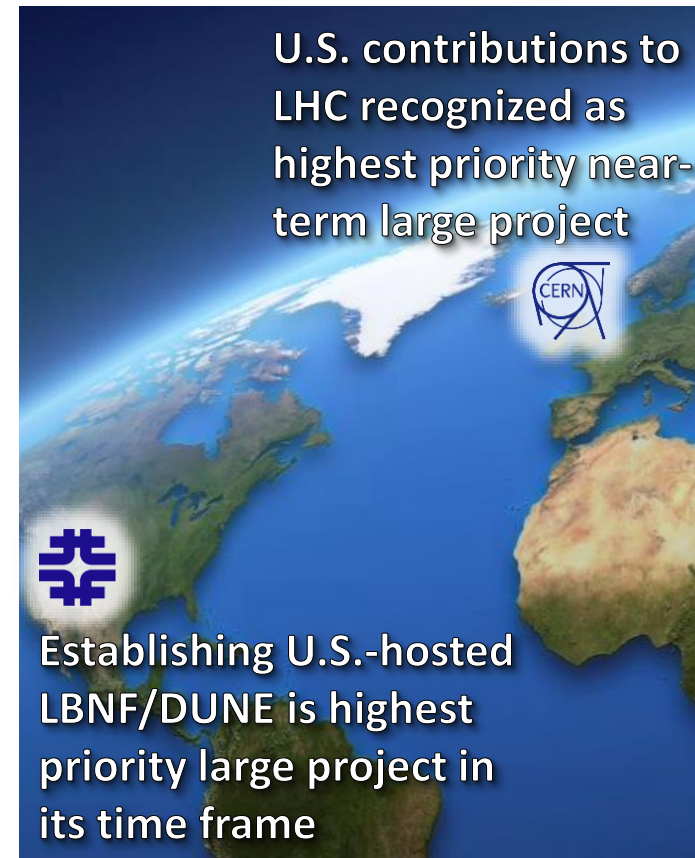 U.S. contributions to
LHC recognized as
highest priority near-
term large project
CERN
Establishing U.S.-hosted
LBNF/DUNE is highest
priority large project in
its time frame